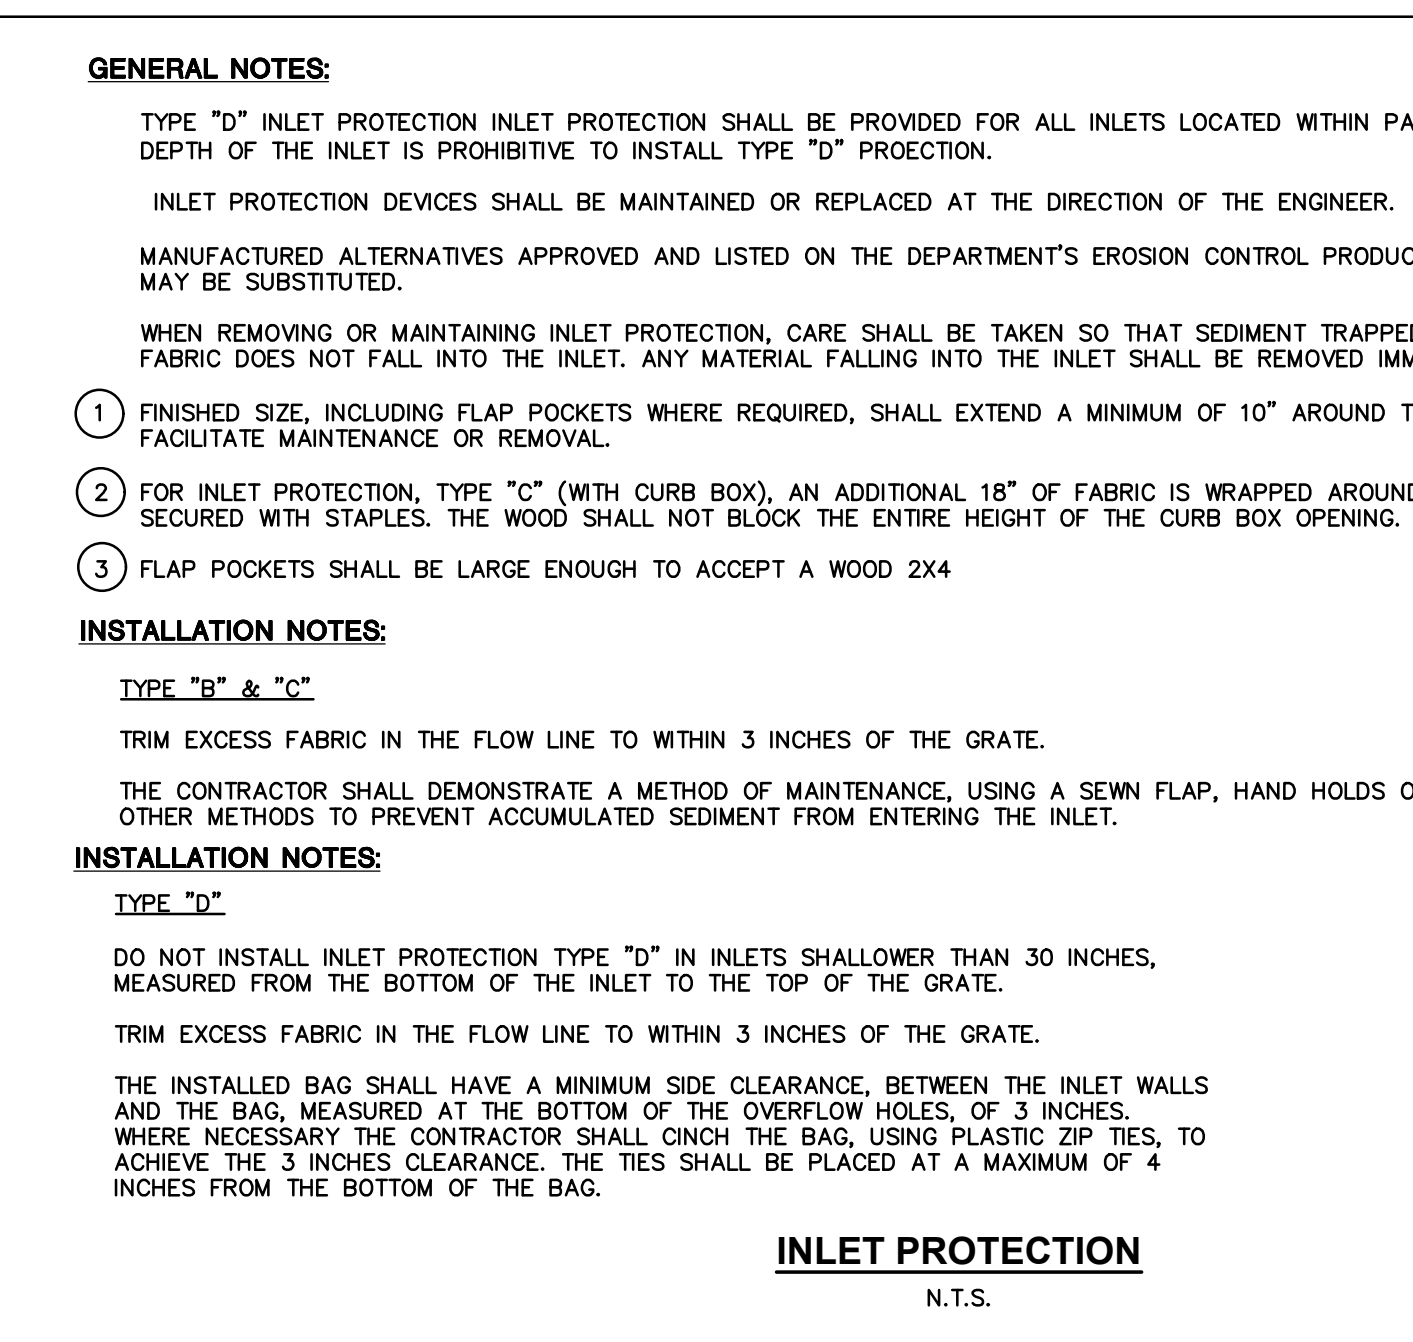 GENERAL NOTES:
TYPE "D" INLET PROTECTION INLET PROTECTION SHALL BE PROVIDED FOR ALL INLETS LOCATED WITHIN PA
DEPTH OF THE INLET IS PROHIBITIVE TO INSTALL TYPE "D" PROECTION.
INLET PROTECTION DEVICES SHALL BE MAINTAINED OR REPLACED AT THE DIRECTION OF THE ENGINEER.
MANUFACTURED ALTERNATIVES APPROVED AND LISTED ON THE DEPARTMENT'S EROSION CONTROL PRODUC
MAY BE SUBSTITUTED.
WHEN REMOVING OR MAINTAINING INLET PROTECTION, CARE SHALL BE TAKEN SO THAT SEDIMENT TRAPPED
FABRIC DOES NOT FALL INTO THE INLET. ANY MATERIAL FALLING INTO THE INLET SHALL BE REMOVED IMM
1 FINISHED SIZE, INCLUDING FLAP POCKETS WHERE REQUIRED, SHALL EXTEND A MINIMUM OF 10" AROUND T
FACILITATE MAINTENANCE OR REMOVAL.
2 FOR INLET PROTECTION, TYPE "C" (WITH CURB BOX), AN ADDITIONAL 18" OF FABRIC IS WRAPPED AROUND
SECURED WITH STAPLES. THE WOOD SHALL NOT BLOCK THE ENTIRE HEIGHT OF THE CURB BOX OPENING.
3 FLAP POCKETS SHALL BE LARGE ENOUGH TO ACCEPT A WOOD 2X4
INSTALLATION NOTES:
TYPE "B" & "C"
TRIM EXCESS FABRIC IN THE FLOW LINE TO WITHIN 3 INCHES OF THE GRATE.
THE CONTRACTOR SHALL DEMONSTRATE A METHOD OF MAINTENANCE, USING A SEWN FLAP, HAND HOLDS O
OTHER METHODS TO PREVENT ACCUMULATED SEDIMENT FROM ENTERING THE INLET.
INSTALLATION NOTES:
TYPE "D"
DO NOT INSTALL INLET PROTECTION TYPE "D" IN INLETS SHALLOWER THAN 30 INCHES,
MEASURED FROM THE BOTTOM OF THE INLET TO THE TOP OF THE GRATE.
TRIM EXCESS FABRIC IN THE FLOW LINE TO WITHIN 3 INCHES OF THE GRATE.
THE INSTALLED BAG SHALL HAVE A MINIMUM SIDE CLEARANCE, BETWEEN THE INLET WALLS
AND THE BAG, MEASURED AT THE BOTTOM OF THE OVERFLOW HOLES, OF 3 INCHES.
WHERE NECESSARY THE CONTRACTOR SHALL CINCH THE BAG, USING PLASTIC ZIP TIES, TO
ACHIEVE THE 3 INCHES CLEARANCE. THE TIES SHALL BE PLACED AT A MAXIMUM OF 4
INCHES FROM THE BOTTOM OF THE BAG.
INLET PROTECTION
N.T.S.